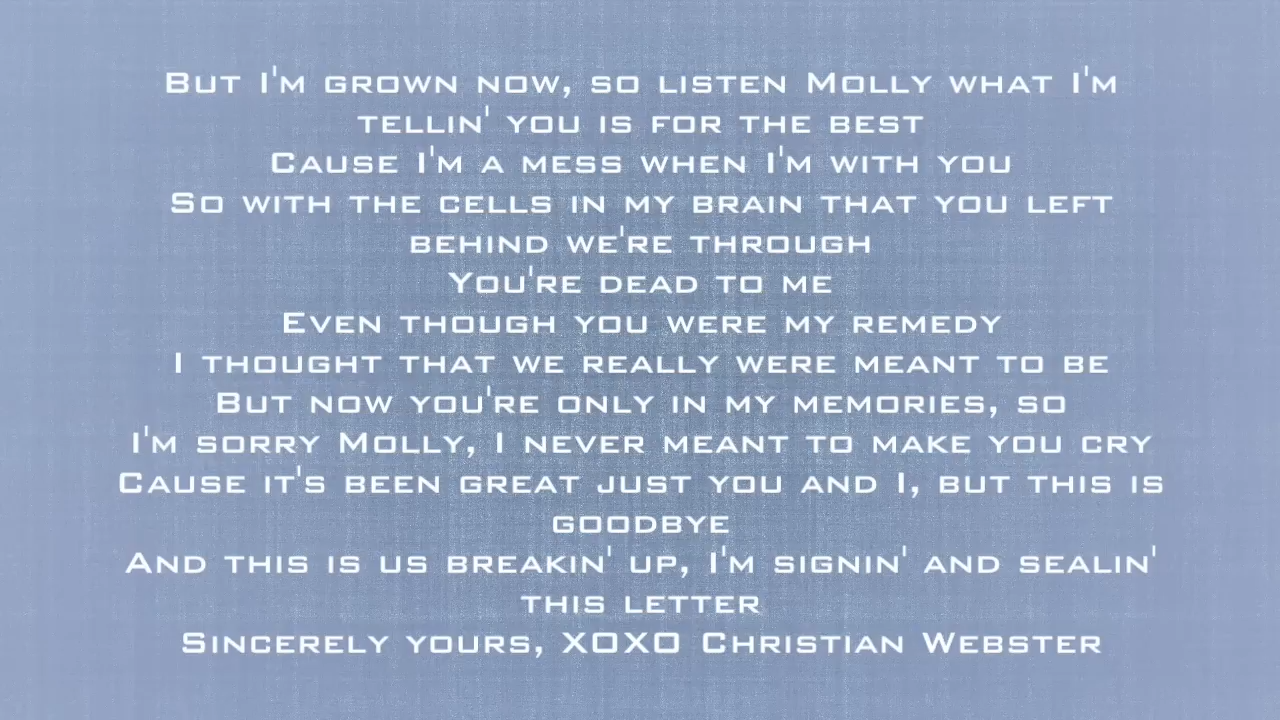 But I'm grown now, so listen Molly what I'm
tellin' you is for the best
Cause I'm a mess when I'm with you
So with the cells in my brain that you left
behind we're through
You're dead to me
Even though you were my remedy
I thought that we really were meant to be
But now you're only in my memories, so
I'm sorry Molly, I never meant to make you cry
Cause it's been great just you and I, but this is
goodbye
And this is us breakin' up, I'm signin' and sealin'
this letter
Sincerely yours, XOXO Christian Webster